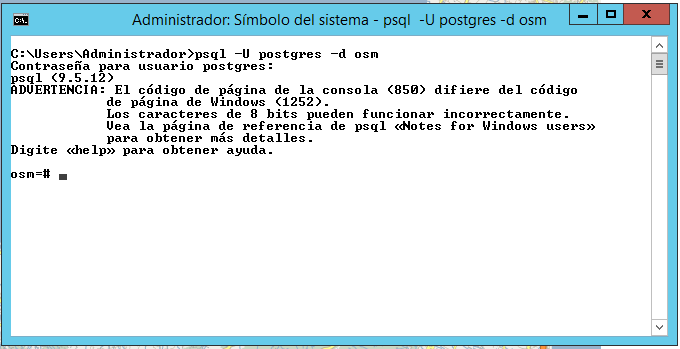 Administrador: Símbolo del sistema - psql -U postgres -d osm
C:\Users\Administrador>psql -U postgres -d osm
Contraseña para usuario postgres:
psql (9.5.12)
ADVERTENCIA: El código de página de la consola (850) difiere del código
de página de Windows (1252).
Los caracteres de 8 bits pueden funcionar incorrectamente.
Vea la página de referencia de psql «Notes for Windows users»
para obtener más detalles.
Digite «help» para obtener ayuda.
osm=#